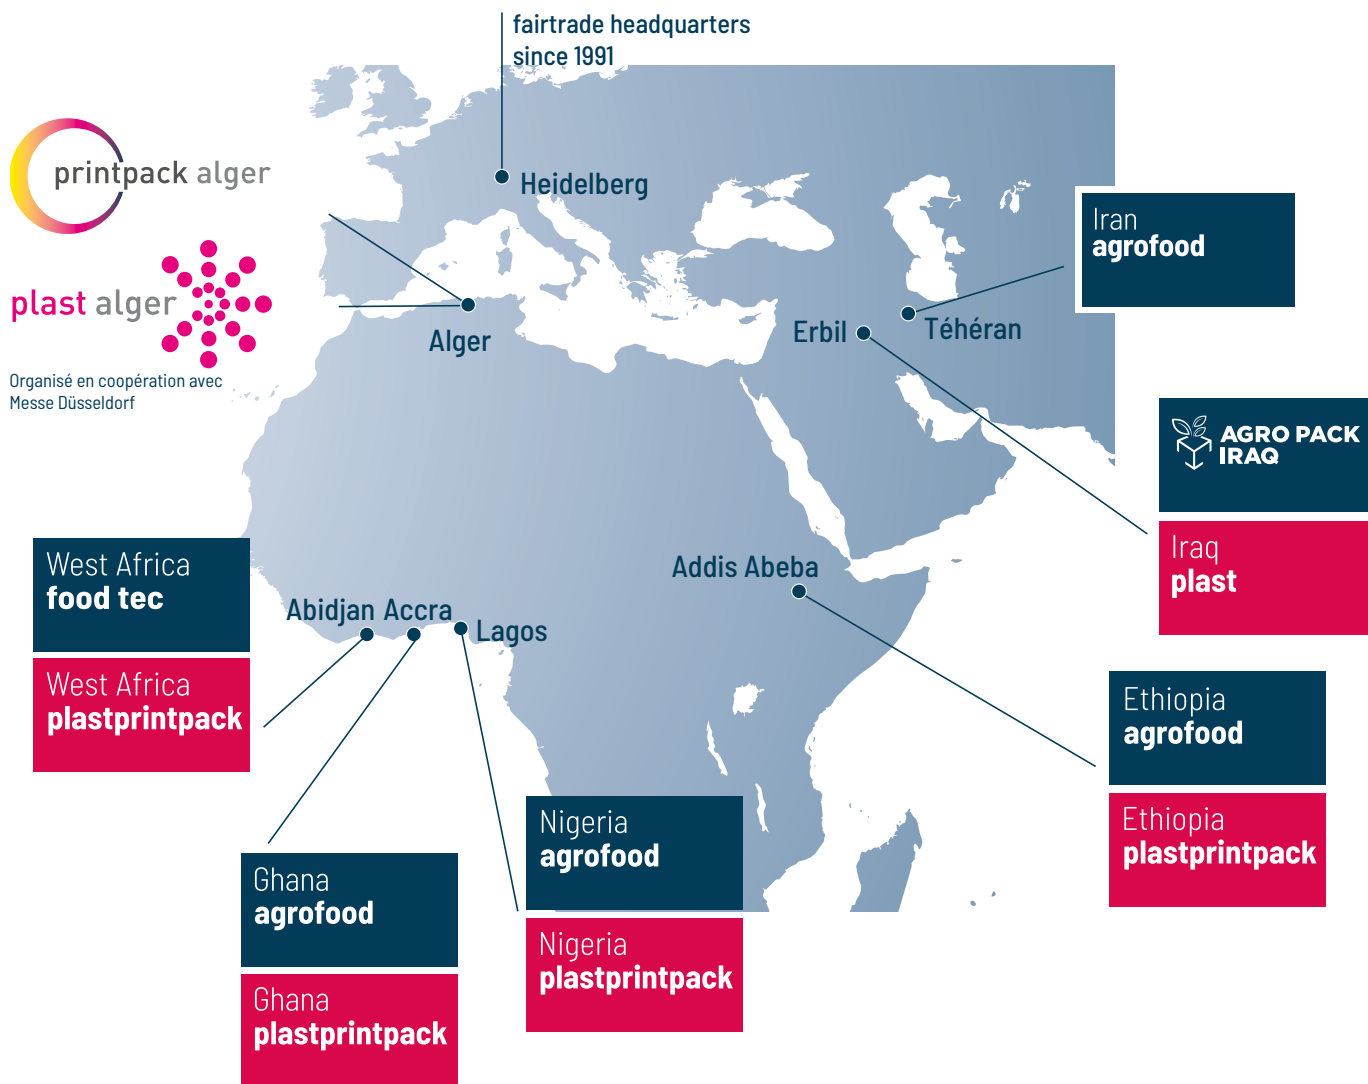 fairtrade headquarters
since 1991
printpack alger
Heidelberg
Iran
agrofood
plast alger
Alger
Erbil
Téhéran
Organisé en coopération avec
Messe Düsseldorf
AGRO PACK
IRAQ
Iraq
plast
West Africa
food tec
Addis Abeba
Abidjan
Accra
Lagos
West Africa
plastprintpack
Ethiopia
agrofood
Ethiopia
plastprintpack
Nigeria
agrofood
Nigeria
plastprintpack
Ghana
agrofood
Ghana
plastprintpack